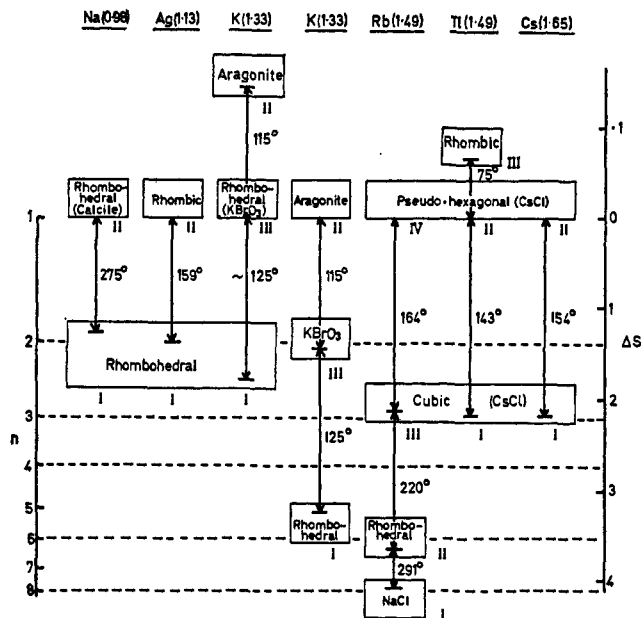 Na(0·98) Ag(1·13) K(1·33) K(1·33) Rb(1·49) Tl(1·49) Cs(1·65)
Aragonite
II
·1
Rhombic
III
115°
75°
Rhombo-
hedral
(Calcile)
Rhombic
Rhombo-
hedral
(KBrO3)
Aragonite
Pseudo-hexagonal (CsCl)
1
0
II II III II IV II II
275° 159° ~ 125° 115° 164° 143° 154°
1
KBrO3
2
ΔS
Rhombohedral
III
Cubic (CsCl)
2
I I I
3
III I I
n
125°
4
220°
3
5
Rhombo-
hedral
Rhombo-
hedral
6
I
II
7
291°
8
4
NaCl
I